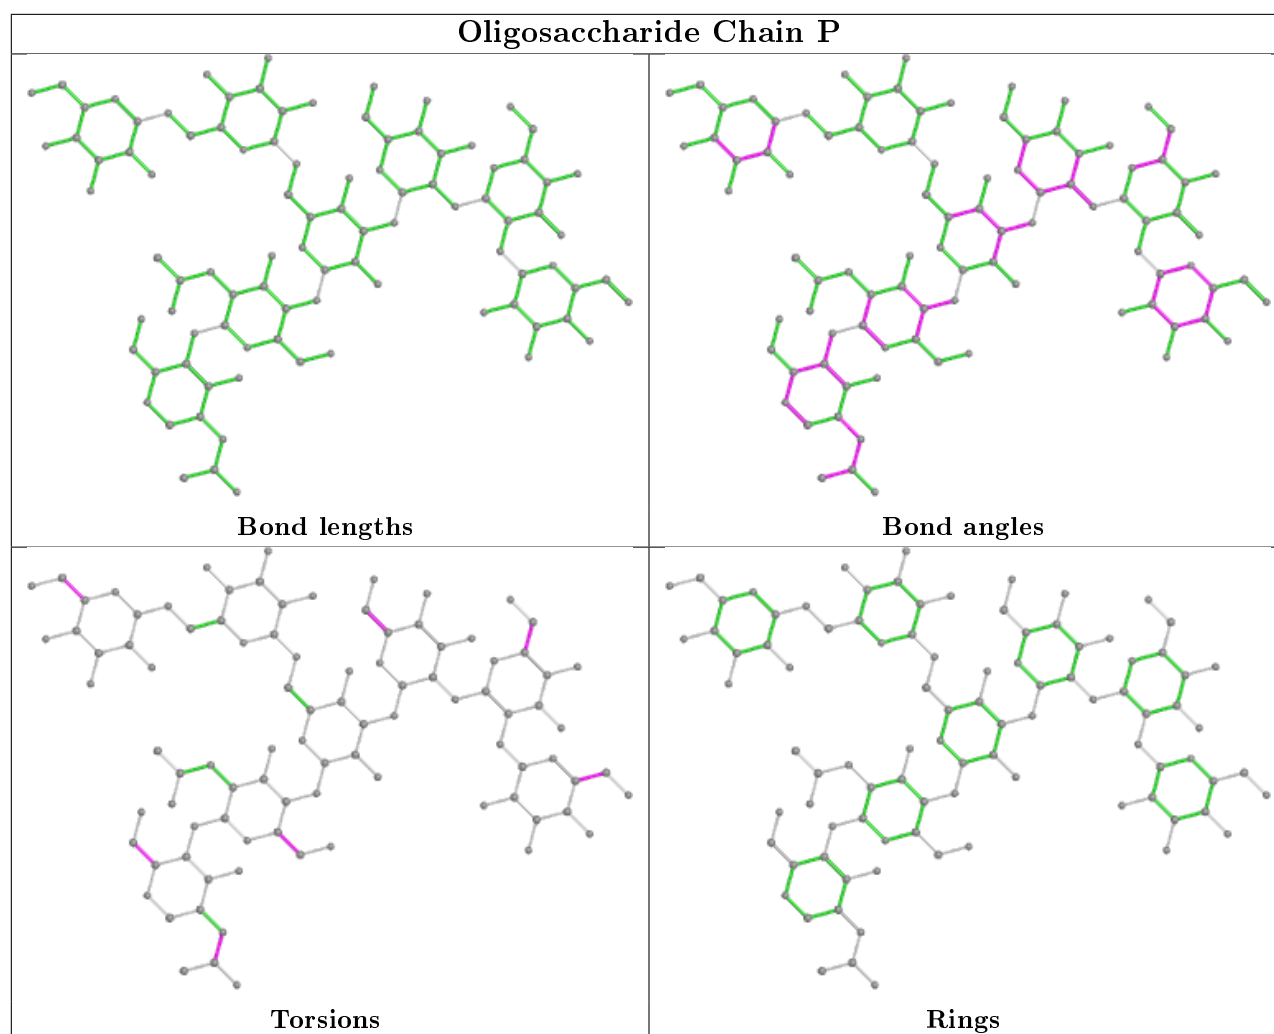 Oligosaccharide Chain P
Bond lengths
Bond angles
Torsions
Rings